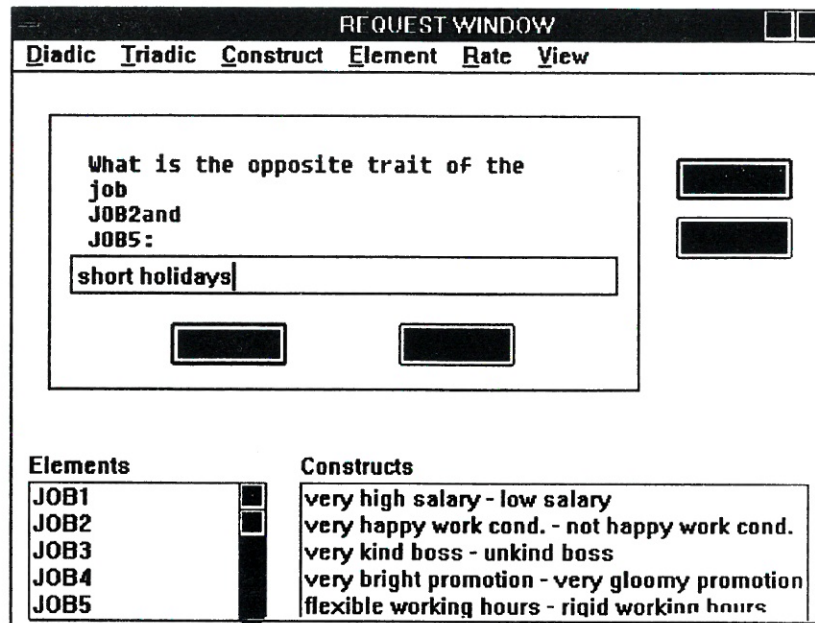 REQUEST WINDOW
Diadic Triadic Construct Element Rate View
What is the opposite trait of the
job
JOB2and
JOB5:
short holidays
Elements
JOB1
JOB2
JOB3
JOB4
JOB5
Constructs
very high salary - low salary
very happy work cond. - not happy work cond.
very kind boss - unkind boss
very bright promotion - very gloomy promotion
flexible working hours - rigid working hours